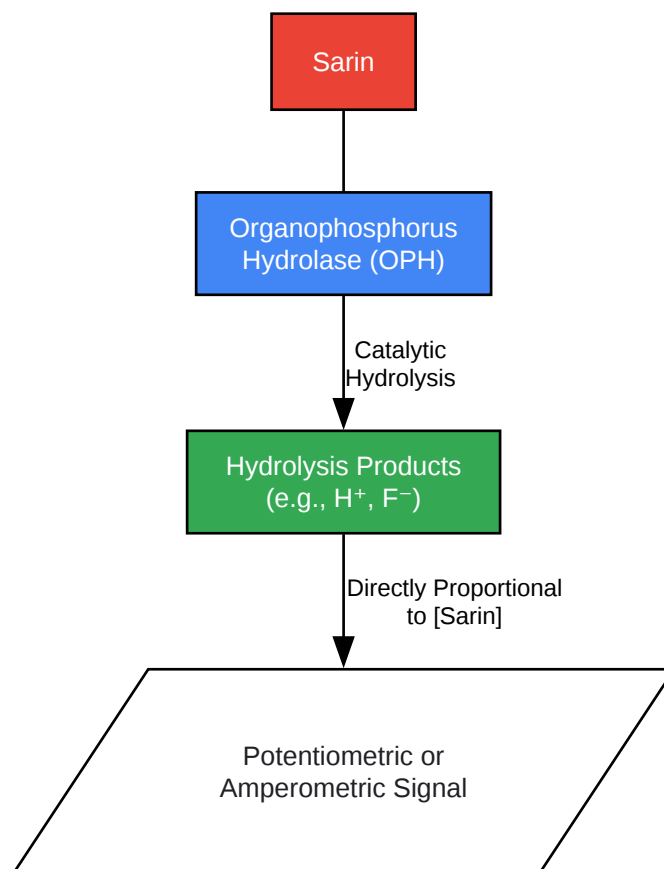 Sarin
Organophosphorus
Hydrolase (OPH)
Catalytic
Hydrolysis
Hydrolysis Products
(e.g., H⁺, F⁻)
Directly Proportional
to [Sarin]
Potentiometric or
Amperometric Signal